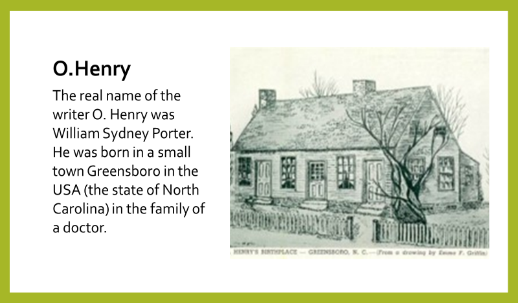 O.Henry
The real name of the
writer O. Henry was
William Sydney Porter.
He was born in a small
town Greensboro in the
USA (the state of North
Carolina) in the family of
a doctor.
HENRY'S BIRTHPLACE — GREENSBORO, N. C.—(From a drawing by